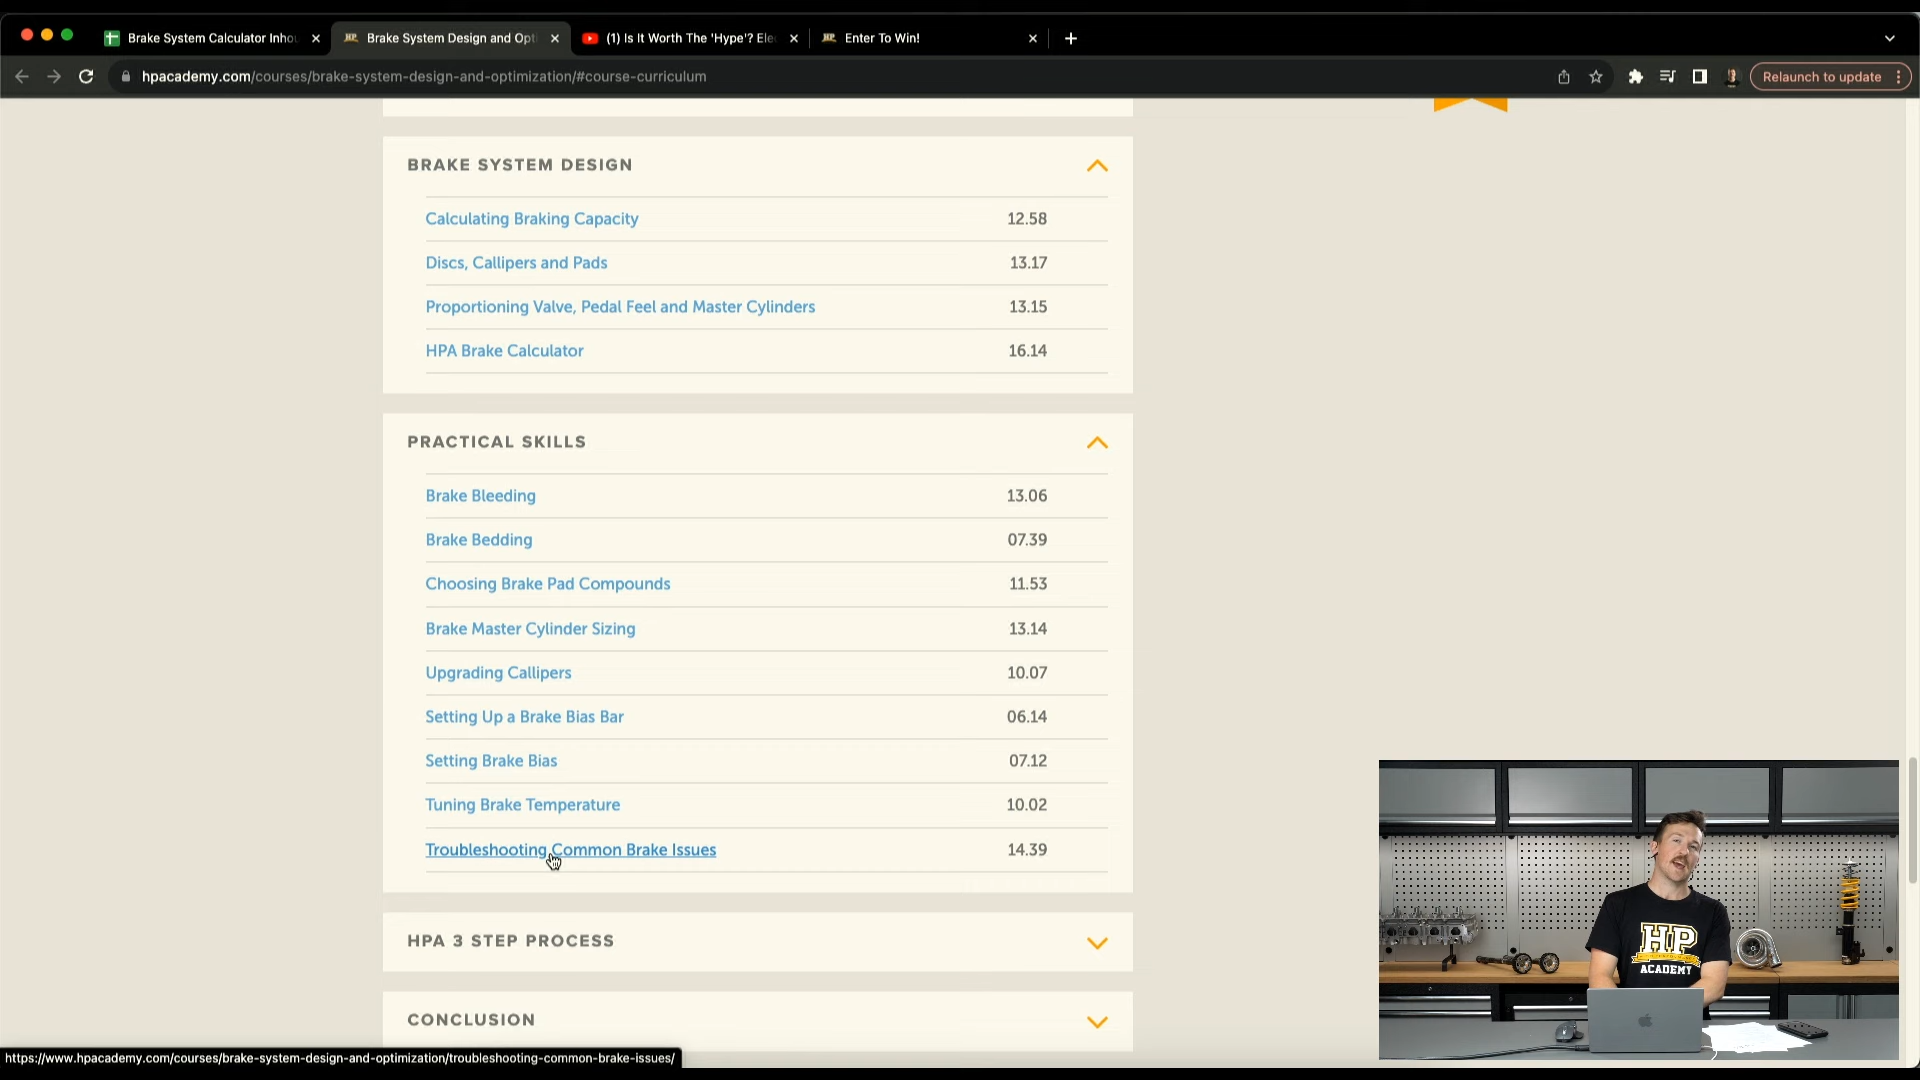 Brake System Calculator Inho
Brake System Design and Opt
(1) Is It Worth The 'Hype'? Ele
Enter To Win!
hpacademy.com/courses/brake-system-design-and-optimization/#course-curriculum
Relaunch to update
BRAKE SYSTEM DESIGN
Calculating Braking Capacity 12.58
Discs, Callipers and Pads 13.17
Proportioning Valve, Pedal Feel and Master Cylinders 13.15
HPA Brake Calculator 16.14
PRACTICAL SKILLS
Brake Bleeding 13.06
Brake Bedding 07.39
Choosing Brake Pad Compounds 11.53
Brake Master Cylinder Sizing 13.14
Upgrading Callipers 10.07
Setting Up a Brake Bias Bar 06.14
Setting Brake Bias 07.12
Tuning Brake Temperature 10.02
Troubleshooting Common Brake Issues 14.39
HPA 3 STEP PROCESS
CONCLUSION
HP
ACADEMY
https://www.hpacademy.com/courses/brake-system-design-and-optimization/troubleshooting-common-brake-issues/